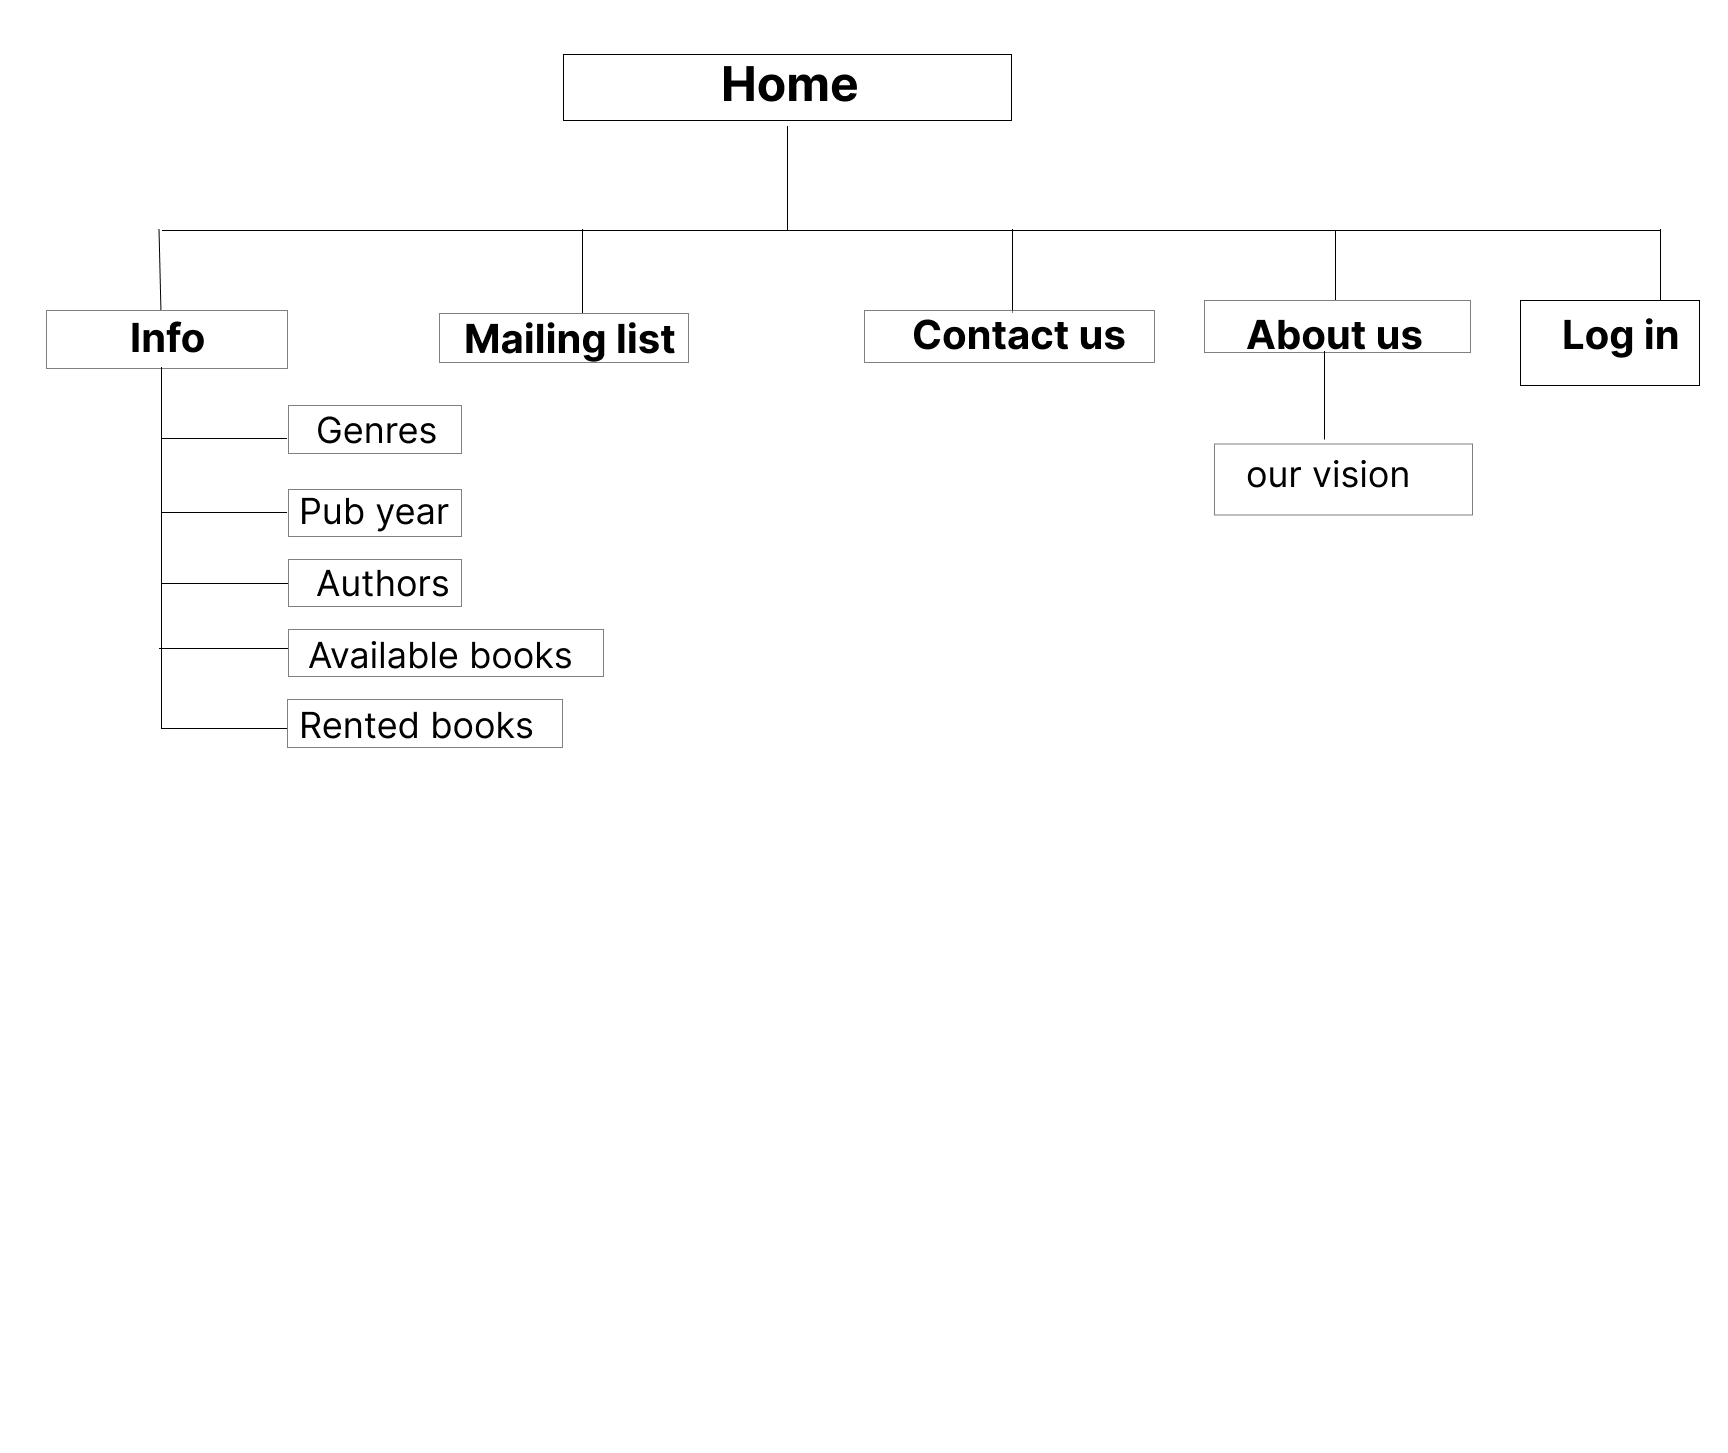 Home
Info
Mailing list
Contact us
About us
Log in
Genres
Pub year
Authors
Available books
Rented books
our vision